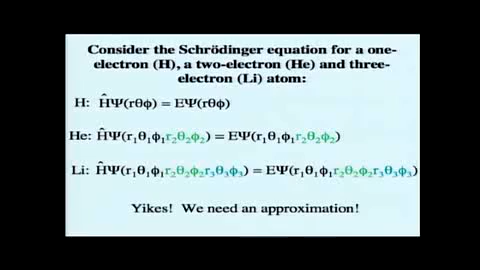 Consider the Schrödinger equation for a one-
electron (H), a two-electron (He) and three-
electron (Li) atom:
H: ĤΨ(rθϕ) = EΨ(rθϕ)
He: ĤΨ(r₁θ₁ϕ₁r₂θ₂ϕ₂) = EΨ(r₁θ₁ϕ₁r₂θ₂ϕ₂)
Li: ĤΨ(r₁θ₁ϕ₁r₂θ₂ϕ₂r₃θ₃ϕ₃) = EΨ(r₁θ₁ϕ₁r₂θ₂ϕ₂r₃θ₃ϕ₃)
Yikes! We need an approximation!